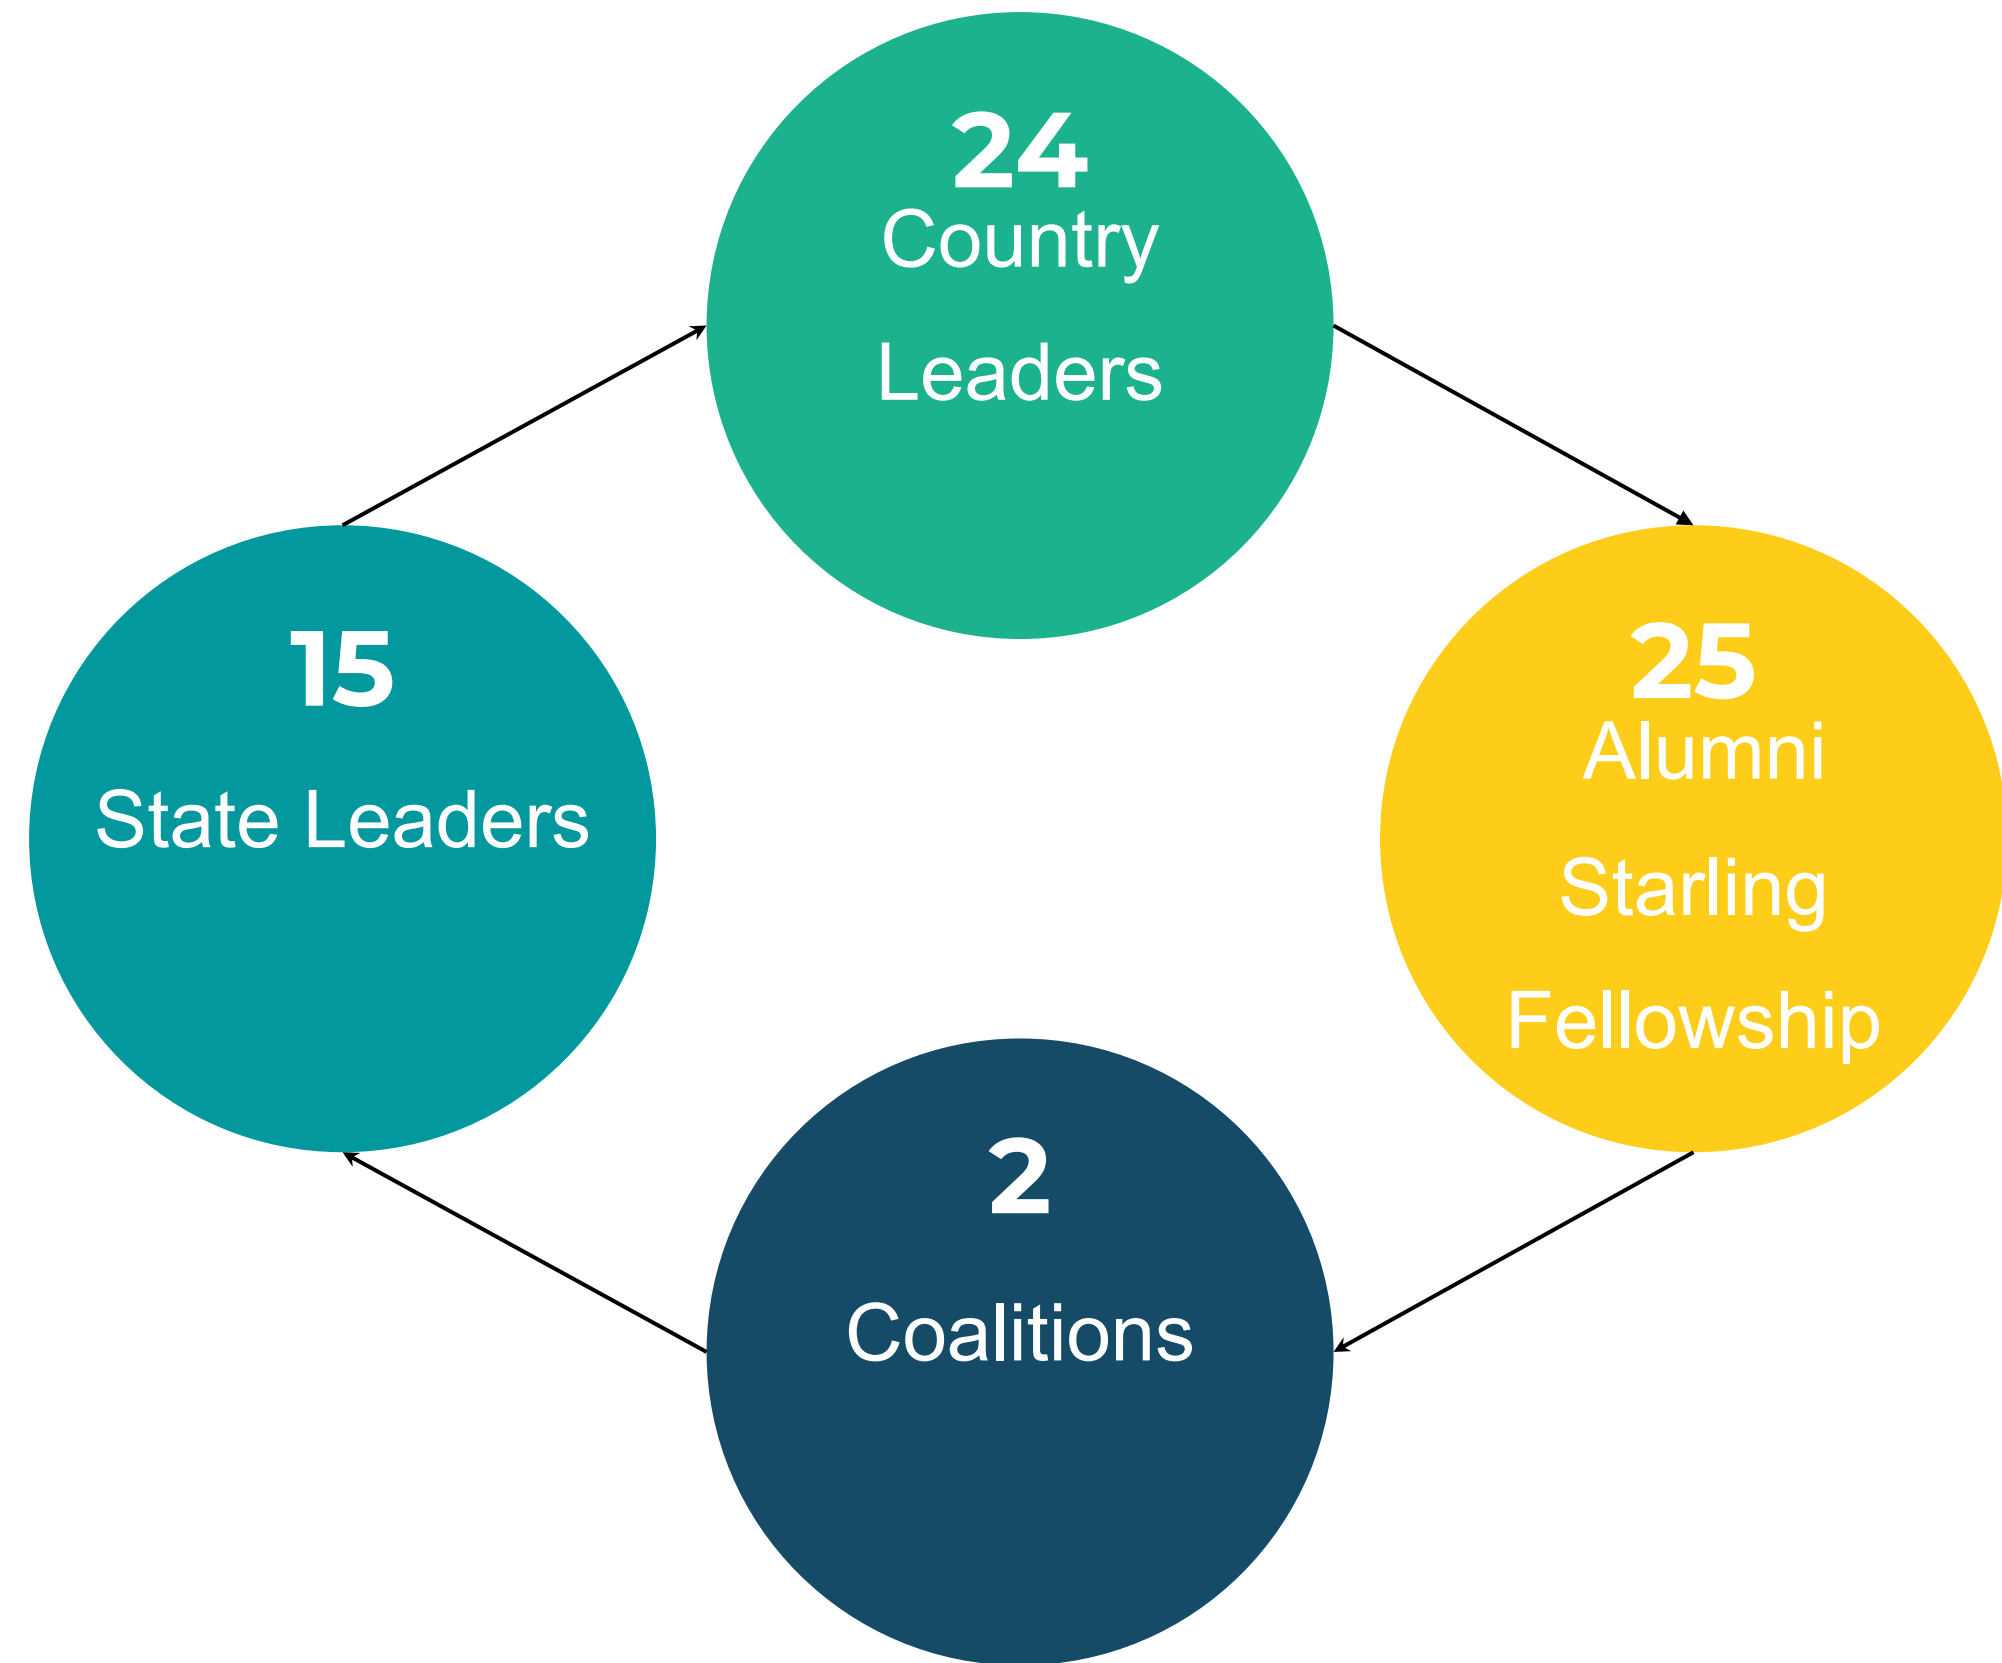 24
Country
Leaders
15
State Leaders
25
Alumni
Starling
Fellowship
2
Coalitions